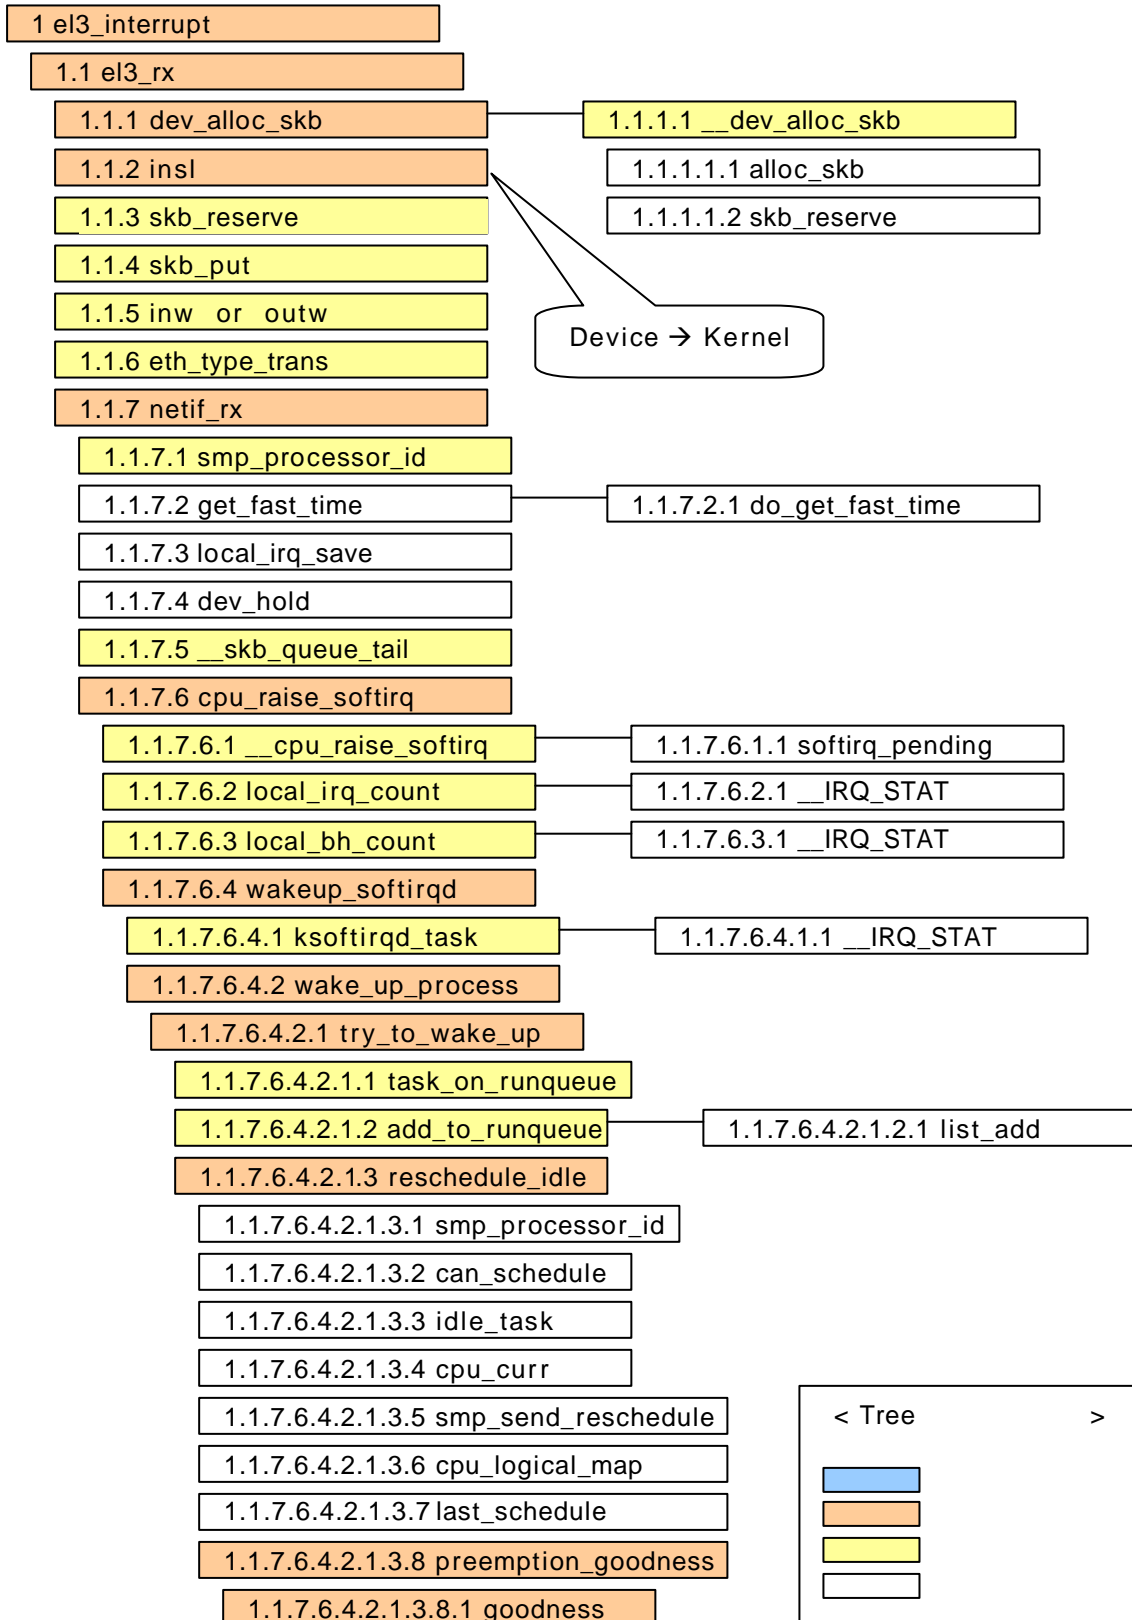 1 el3_interrupt
1.1 el3_rx
1.1.1 dev_alloc_skb
1.1.1.1 __dev_alloc_skb
1.1.2 insl
1.1.1.1.1 alloc_skb
1.1.3 skb_reserve
1.1.1.1.2 skb_reserve
1.1.4 skb_put
1.1.5 inw or outw
Device → Kernel
1.1.6 eth_type_trans
1.1.7 netif_rx
1.1.7.1 smp_processor_id
1.1.7.2 get_fast_time
1.1.7.2.1 do_get_fast_time
1.1.7.3 local_irq_save
1.1.7.4 dev_hold
1.1.7.5 __skb_queue_tail
1.1.7.6 cpu_raise_softirq
1.1.7.6.1 __cpu_raise_softirq
1.1.7.6.1.1 softirq_pending
1.1.7.6.2 local_irq_count
1.1.7.6.2.1 __IRQ_STAT
1.1.7.6.3 local_bh_count
1.1.7.6.3.1 __IRQ_STAT
1.1.7.6.4 wakeup_softirqd
1.1.7.6.4.1 ksoftirqd_task
1.1.7.6.4.1.1 __IRQ_STAT
1.1.7.6.4.2 wake_up_process
1.1.7.6.4.2.1 try_to_wake_up
1.1.7.6.4.2.1.1 task_on_runqueue
1.1.7.6.4.2.1.2 add_to_runqueue
1.1.7.6.4.2.1.2.1 list_add
1.1.7.6.4.2.1.3 reschedule_idle
1.1.7.6.4.2.1.3.1 smp_processor_id
1.1.7.6.4.2.1.3.2 can_schedule
1.1.7.6.4.2.1.3.3 idle_task
1.1.7.6.4.2.1.3.4 cpu_curr
1.1.7.6.4.2.1.3.5 smp_send_reschedule
< Tree >
1.1.7.6.4.2.1.3.6 cpu_logical_map
1.1.7.6.4.2.1.3.7 last_schedule
1.1.7.6.4.2.1.3.8 preemption_goodness
1.1.7.6.4.2.1.3.8.1 goodness